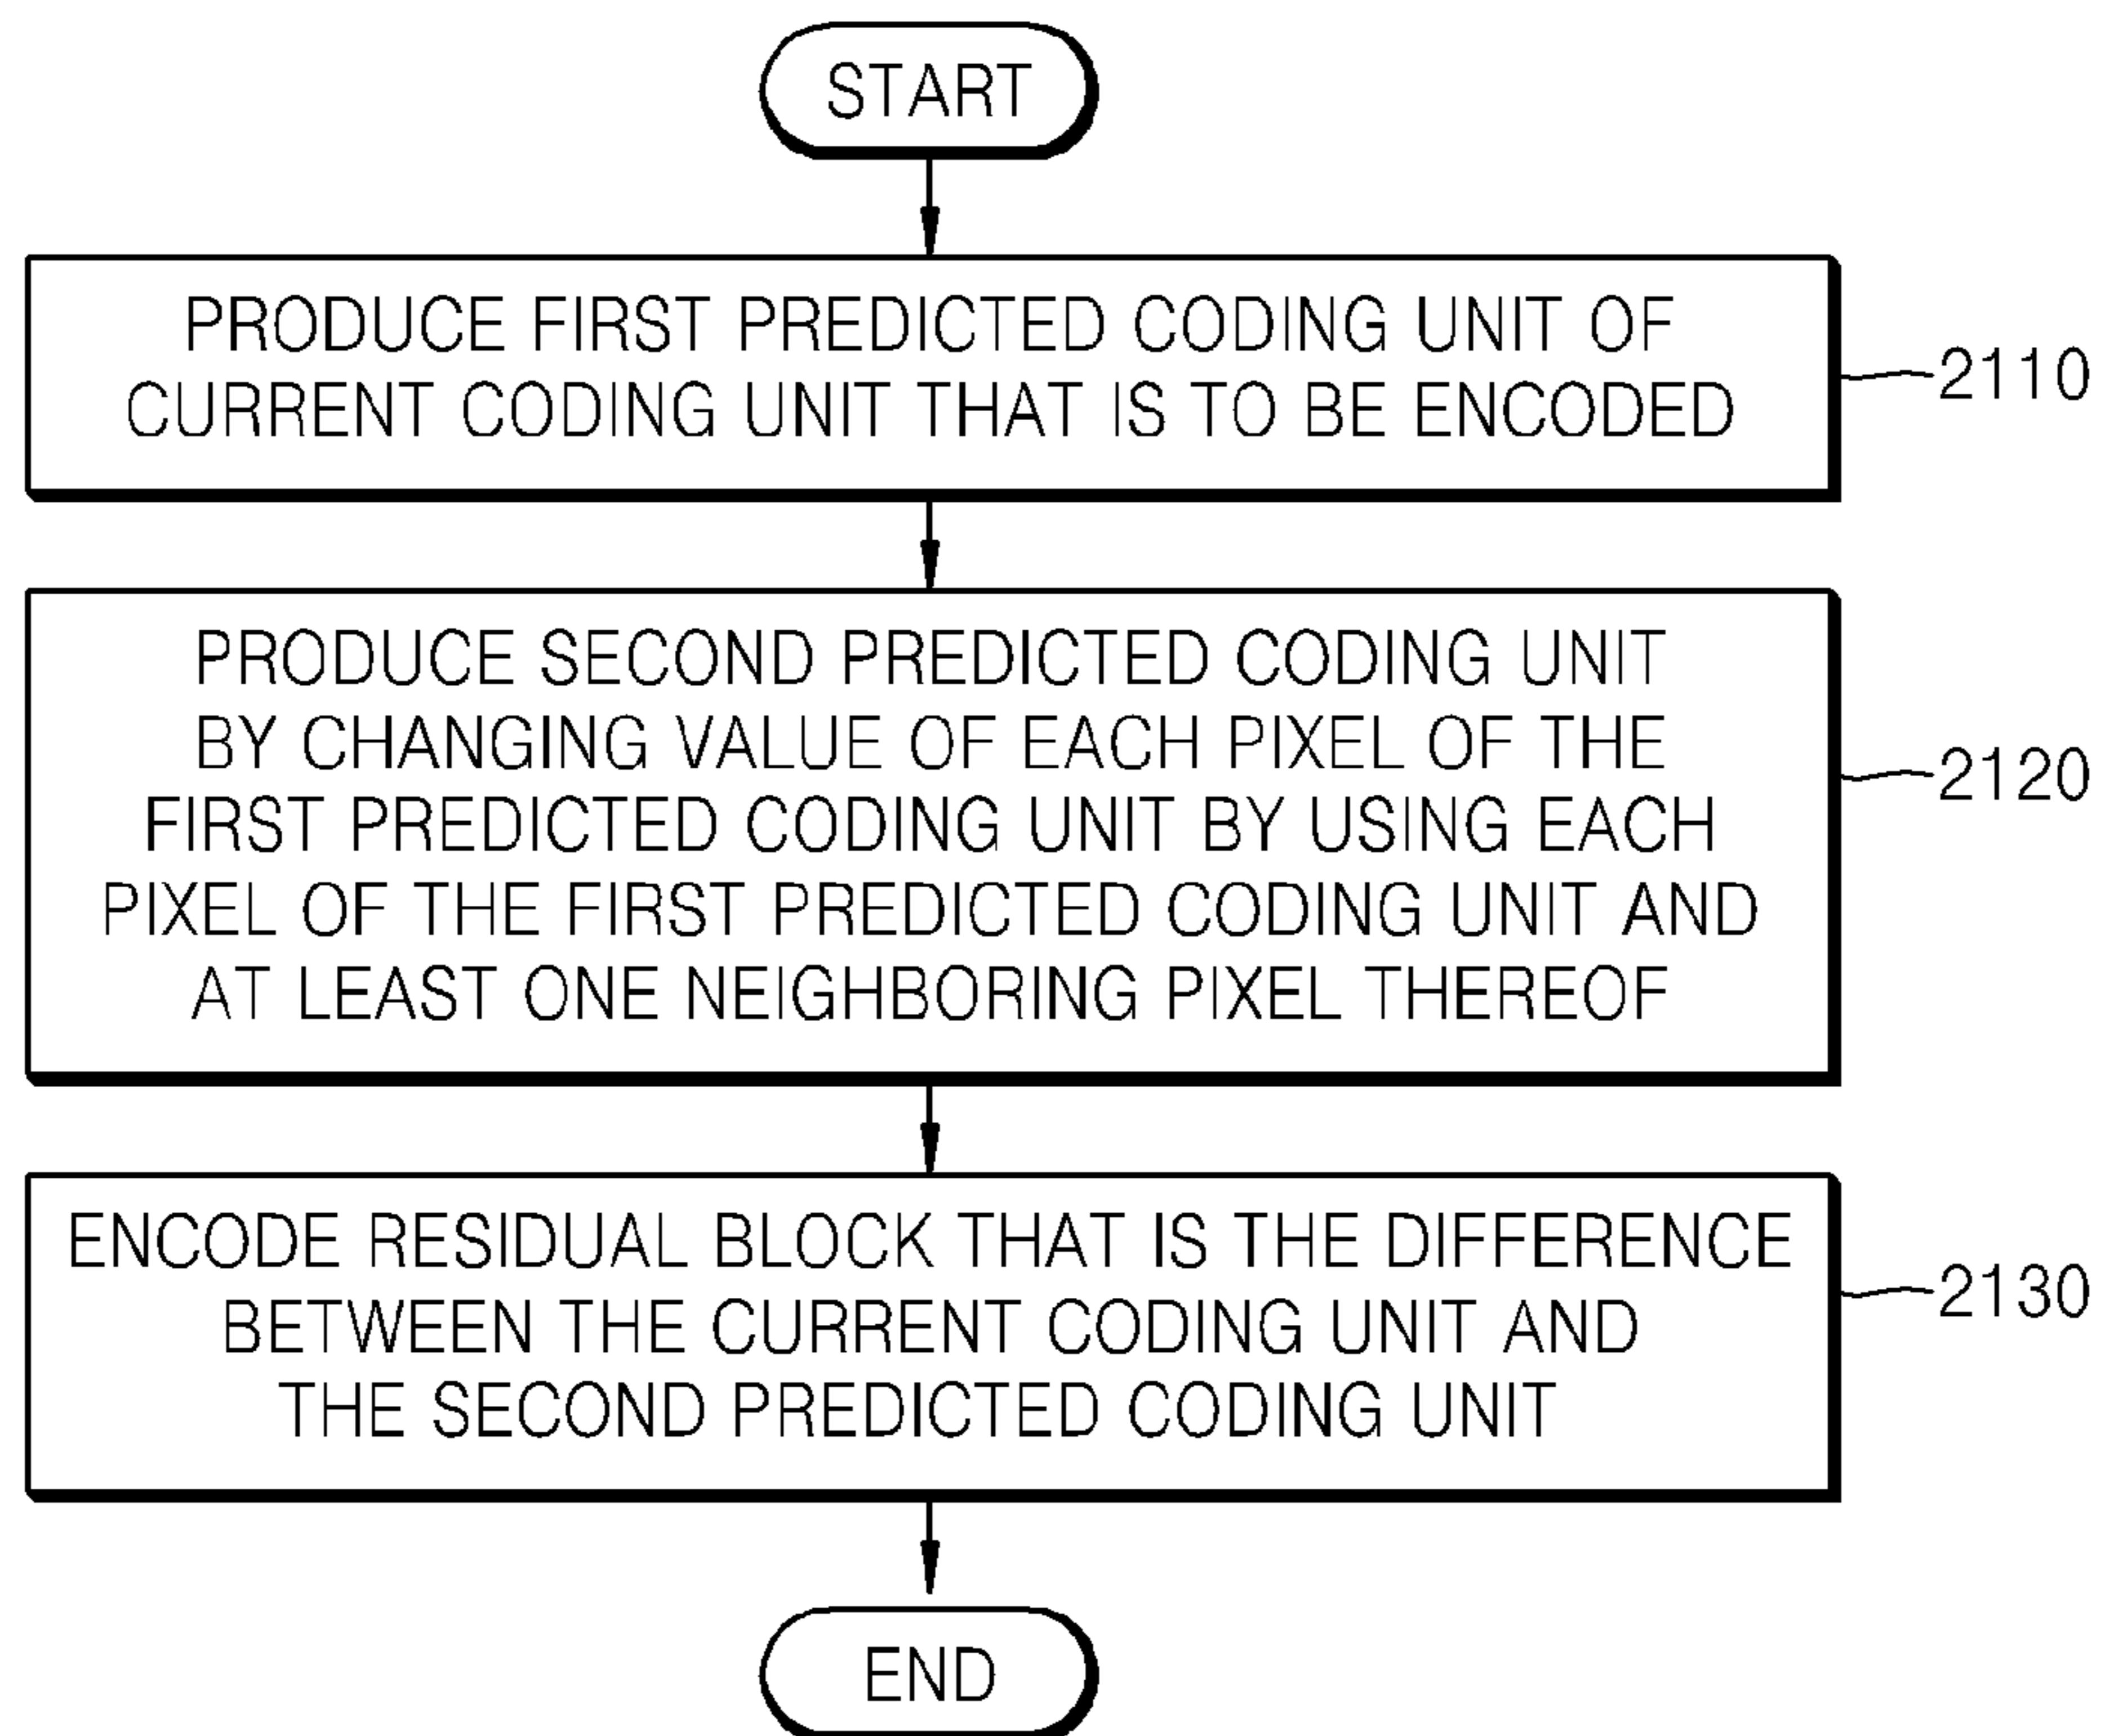 START
PRODUCE FIRST PREDICTED CODING UNIT OF
CURRENT CODING UNIT THAT IS TO BE ENCODED
2110
PRODUCE SECOND PREDICTED CODING UNIT
BY CHANGING VALUE OF EACH PIXEL OF THE
FIRST PREDICTED CODING UNIT BY USING EACH
PIXEL OF THE FIRST PREDICTED CODING UNIT AND
AT LEAST ONE NEIGHBORING PIXEL THEREOF
2120
ENCODE RESIDUAL BLOCK THAT IS THE DIFFERENCE
BETWEEN THE CURRENT CODING UNIT AND
THE SECOND PREDICTED CODING UNIT
2130
END